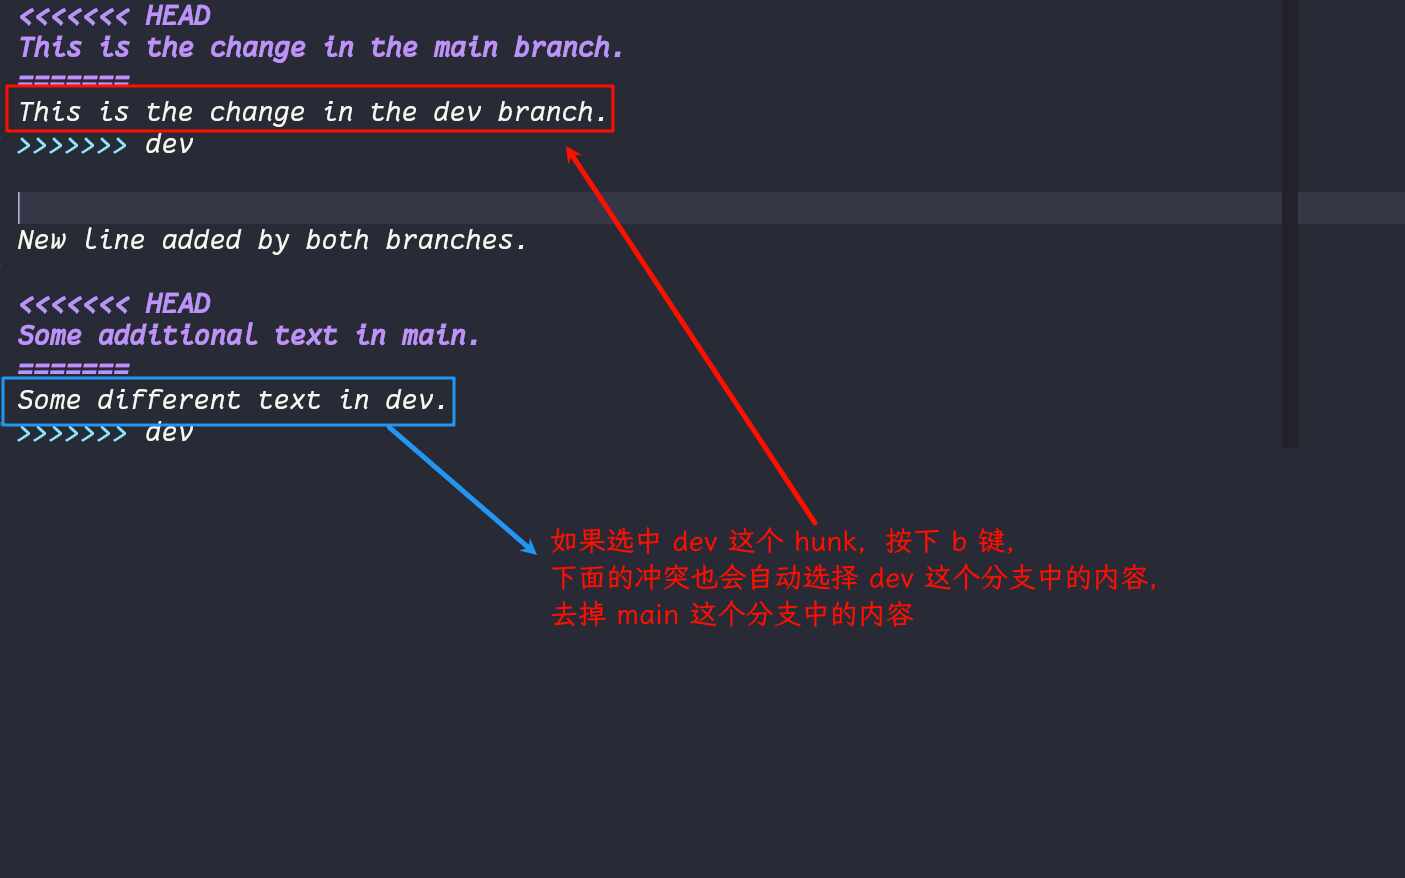 <<<<<<< HEAD
This is the change in the main branch.
=======
This is the change in the dev branch.
>>>>>>> dev
New line added by both branches.
<<<<<<< HEAD
Some additional text in main.
=======
Some different text in dev.
>>>>>>> dev
如果选中 dev 这个 hunk，按下 b 键，
下面的冲突也会自动选择 dev 这个分支中的内容，
去掉 main 这个分支中的内容